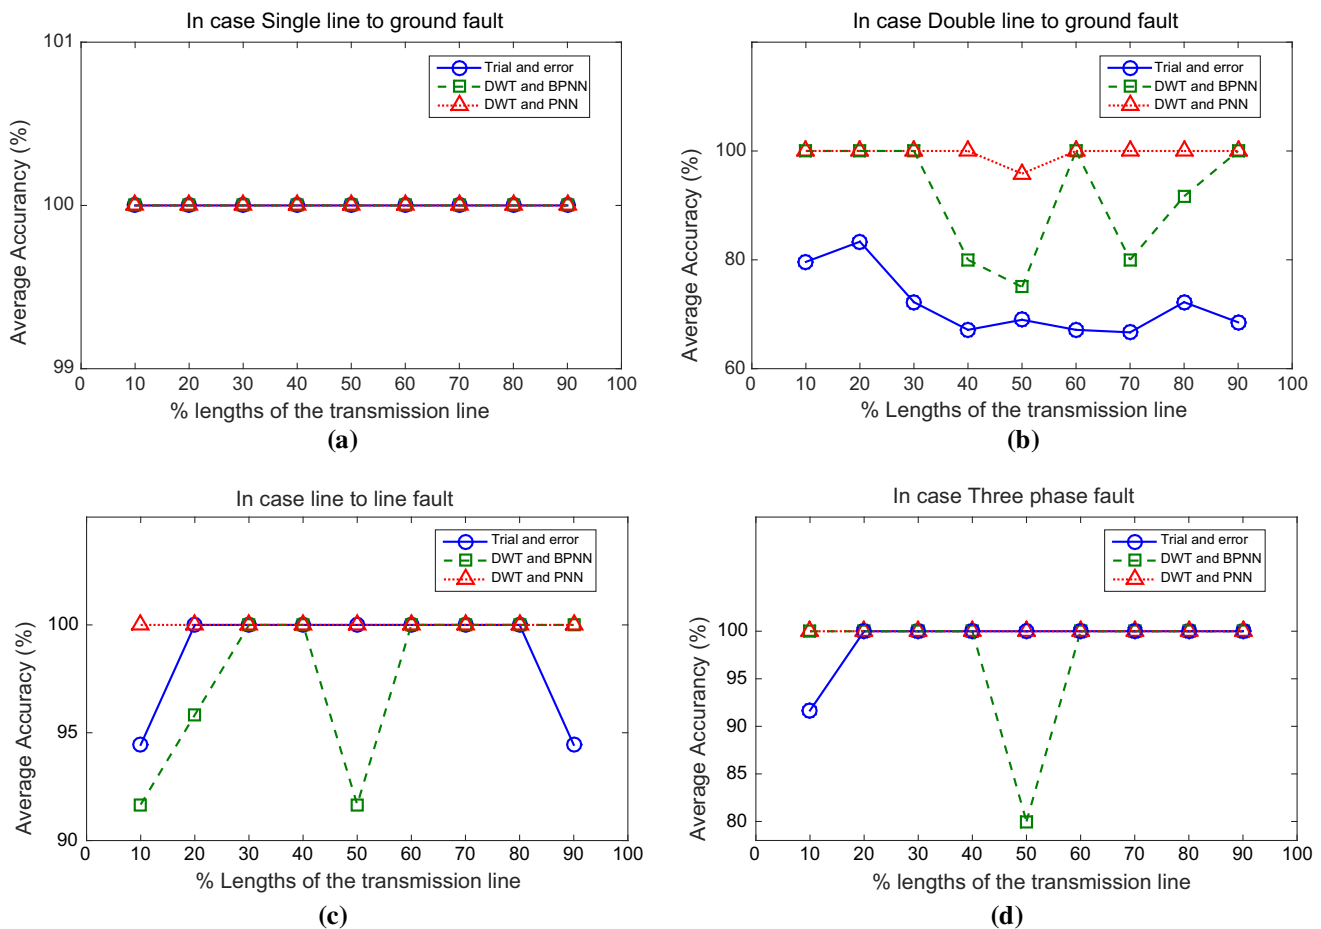 In case Single line to ground fault
101
100
99
0 10 20 30 40 50 60 70 80 90 100
Average Accurancy (%)
% lengths of the transmission line
Trial and error
DWT and BPNN
DWT and PNN
(a)
In case Double line to ground fault
100
80
60
0 10 20 30 40 50 60 70 80 90 100
Average Accuracy (%)
% Lengths of the transmission line
Trial and error
DWT and BPNN
DWT and PNN
(b)
In case line to line fault
100
95
90
0 10 20 30 40 50 60 70 80 90 100
Average Accuracy (%)
% Lengths of the transmission line
Trial and error
DWT and BPNN
DWT and PNN
(c)
In case Three phase fault
100
95
90
85
80
0 10 20 30 40 50 60 70 80 90 100
Average Accurancy (%)
% lengths of the transmission line
Trial and error
DWT and BPNN
DWT and PNN
(d)